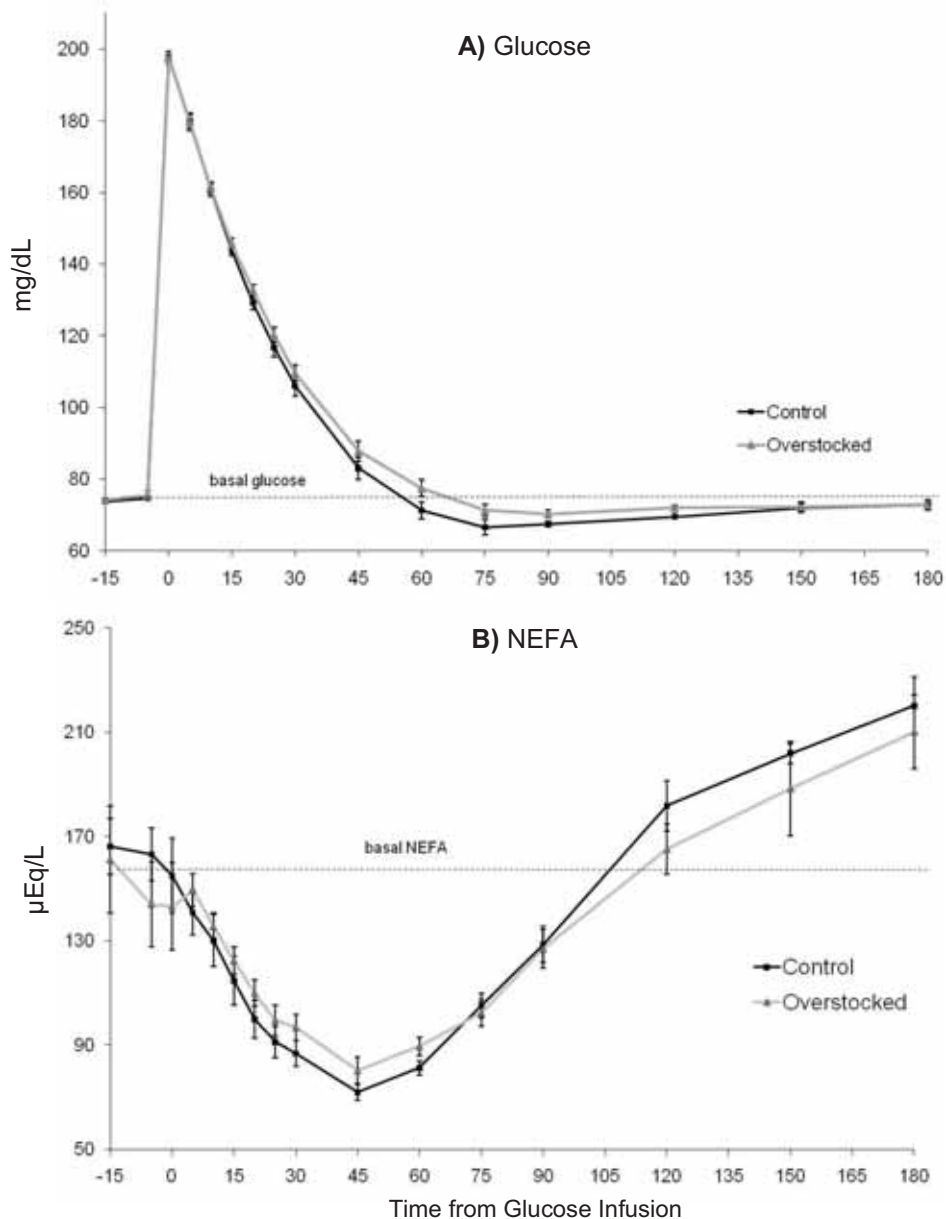 A) Glucose
200
180
160
140
120
100
80
60
mg/dL
Control
Overstocked
basal glucose
-15 0 15 30 45 60 75 90 105 120 135 150 165 180
B) NEFA
250
210
170
130
90
50
µEq/L
basal NEFA
Control
Overstocked
-15 0 15 30 45 60 75 90 105 120 135 150 165 180
Time from Glucose Infusion